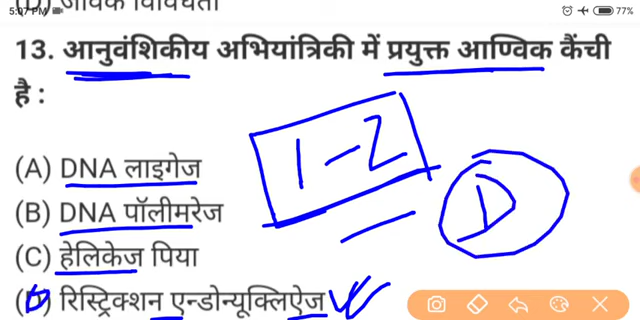 5:07 PM
77%
13. आनुवंशिकीय अभियांत्रिकी में प्रयुक्त आण्विक कैंची
है :
1-2
(A) DNA लाइगेज
D
(B) DNA पॉलीमरेज
(C) हेलिकेज पिया
(D) रिस्ट्रिक्शन एन्डोन्यूक्लिऐज